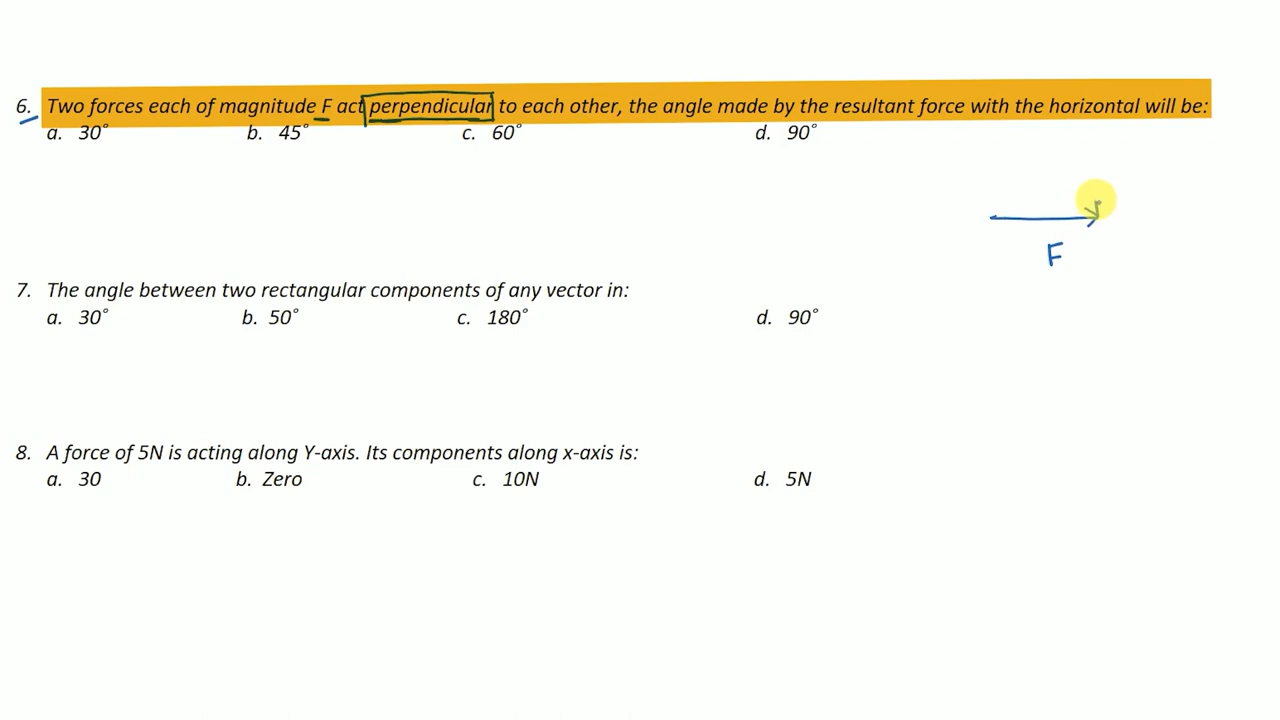 6. Two forces each of magnitude F act perpendicular to each other, the angle made by the resultant force with the horizontal will be:
a. 30° b. 45° c. 60° d. 90°
F
7. The angle between two rectangular components of any vector in:
a. 30° b. 50° c. 180° d. 90°
8. A force of 5N is acting along Y-axis. Its components along x-axis is:
a. 30 b. Zero c. 10N d. 5N